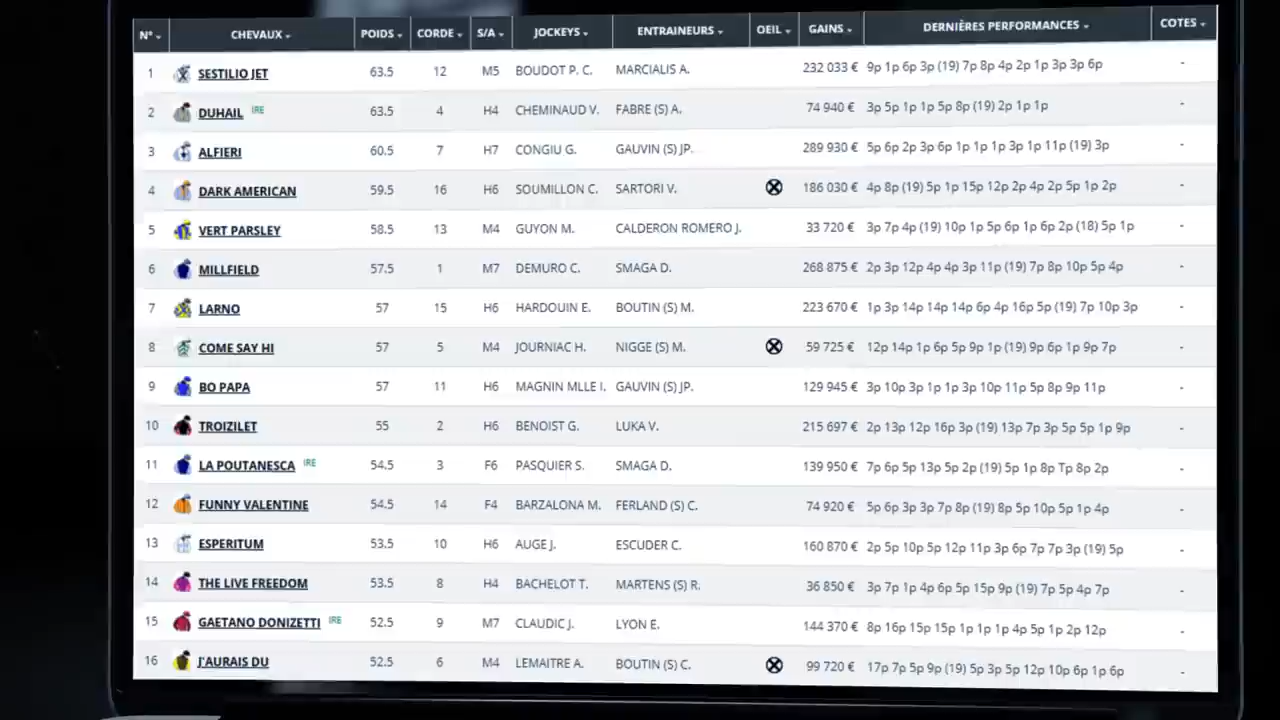 N° CHEVAUX POIDS CORDE S/A JOCKEYS ENTRAINEURS OEIL GAINS DERNIÈRES PERFORMANCES COTES
1 SESTILIO JET 63.5 12 M5 BOUDOT P. C. MARCIALIS A. 232 033 € 9p 1p 6p 3p (19) 7p 8p 4p 2p 1p 3p 3p 6p -
2 DUHAIL IRE 63.5 4 H4 CHEMINAUD V. FABRE (S) A. 74 940 € 3p 5p 1p 1p 5p 8p (19) 2p 1p 1p -
3 ALFIERI 60.5 7 H7 CONGIU G. GAUVIN (S) JP. 289 930 € 5p 6p 2p 3p 6p 1p 1p 1p 3p 1p 11p (19) 3p -
4 DARK AMERICAN 59.5 16 H6 SOUMILLON C. SARTORI V. 186 030 € 4p 8p (19) 5p 1p 15p 12p 2p 4p 2p 5p 1p 2p -
5 VERT PARSLEY 58.5 13 M4 GUYON M. CALDERON ROMERO J. 33 720 € 3p 7p 4p (19) 10p 1p 5p 6p 1p 6p 2p (18) 5p 1p -
6 MILLFIELD 57.5 1 M7 DEMURO C. SMAGA D. 268 875 € 2p 3p 12p 4p 4p 3p 11p (19) 7p 8p 10p 5p 4p -
7 LARNO 57 15 H6 HARDOUIN E. BOUTIN (S) M. 223 670 € 1p 3p 14p 14p 14p 6p 4p 16p 5p (19) 7p 10p 3p -
8 COME SAY HI 57 5 M4 JOURNIAC H. NIGGE (S) M. 59 725 € 12p 14p 1p 6p 5p 9p 1p (19) 9p 6p 1p 9p 7p -
9 BO PAPA 57 11 H6 MAGNIN MLLE I. GAUVIN (S) JP. 129 945 € 3p 10p 3p 1p 1p 3p 10p 11p 5p 8p 9p 11p -
10 TROIZILET 55 2 H6 BENOIST G. LUKA V. 215 697 € 2p 13p 12p 16p 3p (19) 13p 7p 3p 5p 5p 1p 9p -
11 LA POUTANESCA IRE 54.5 3 F6 PASQUIER S. SMAGA D. 139 950 € 7p 6p 5p 13p 5p 2p (19) 5p 1p 8p Tp 8p 2p -
12 FUNNY VALENTINE 54.5 14 F4 BARZALONA M. FERLAND (S) C. 74 920 € 5p 6p 3p 3p 7p 8p (19) 8p 5p 10p 5p 1p 4p -
13 ESPERITUM 53.5 10 H6 AUGE J. ESCUDER C. 160 870 € 2p 5p 10p 5p 12p 11p 3p 6p 7p 7p 3p (19) 5p -
14 THE LIVE FREEDOM 53.5 8 H4 BACHELOT T. MARTENS (S) R. 36 850 € 3p 7p 1p 4p 6p 5p 15p 9p (19) 7p 5p 4p 7p -
15 GAETANO DONIZETTI IRE 52.5 9 M7 CLAUDIC J. LYON E. 144 370 € 8p 16p 15p 15p 1p 1p 1p 4p 5p 1p 2p 12p -
16 J'AURAIS DU 52.5 6 M4 LEMAITRE A. BOUTIN (S) C. 99 720 € 17p 7p 5p 9p (19) 5p 3p 5p 12p 10p 6p 1p 6p -